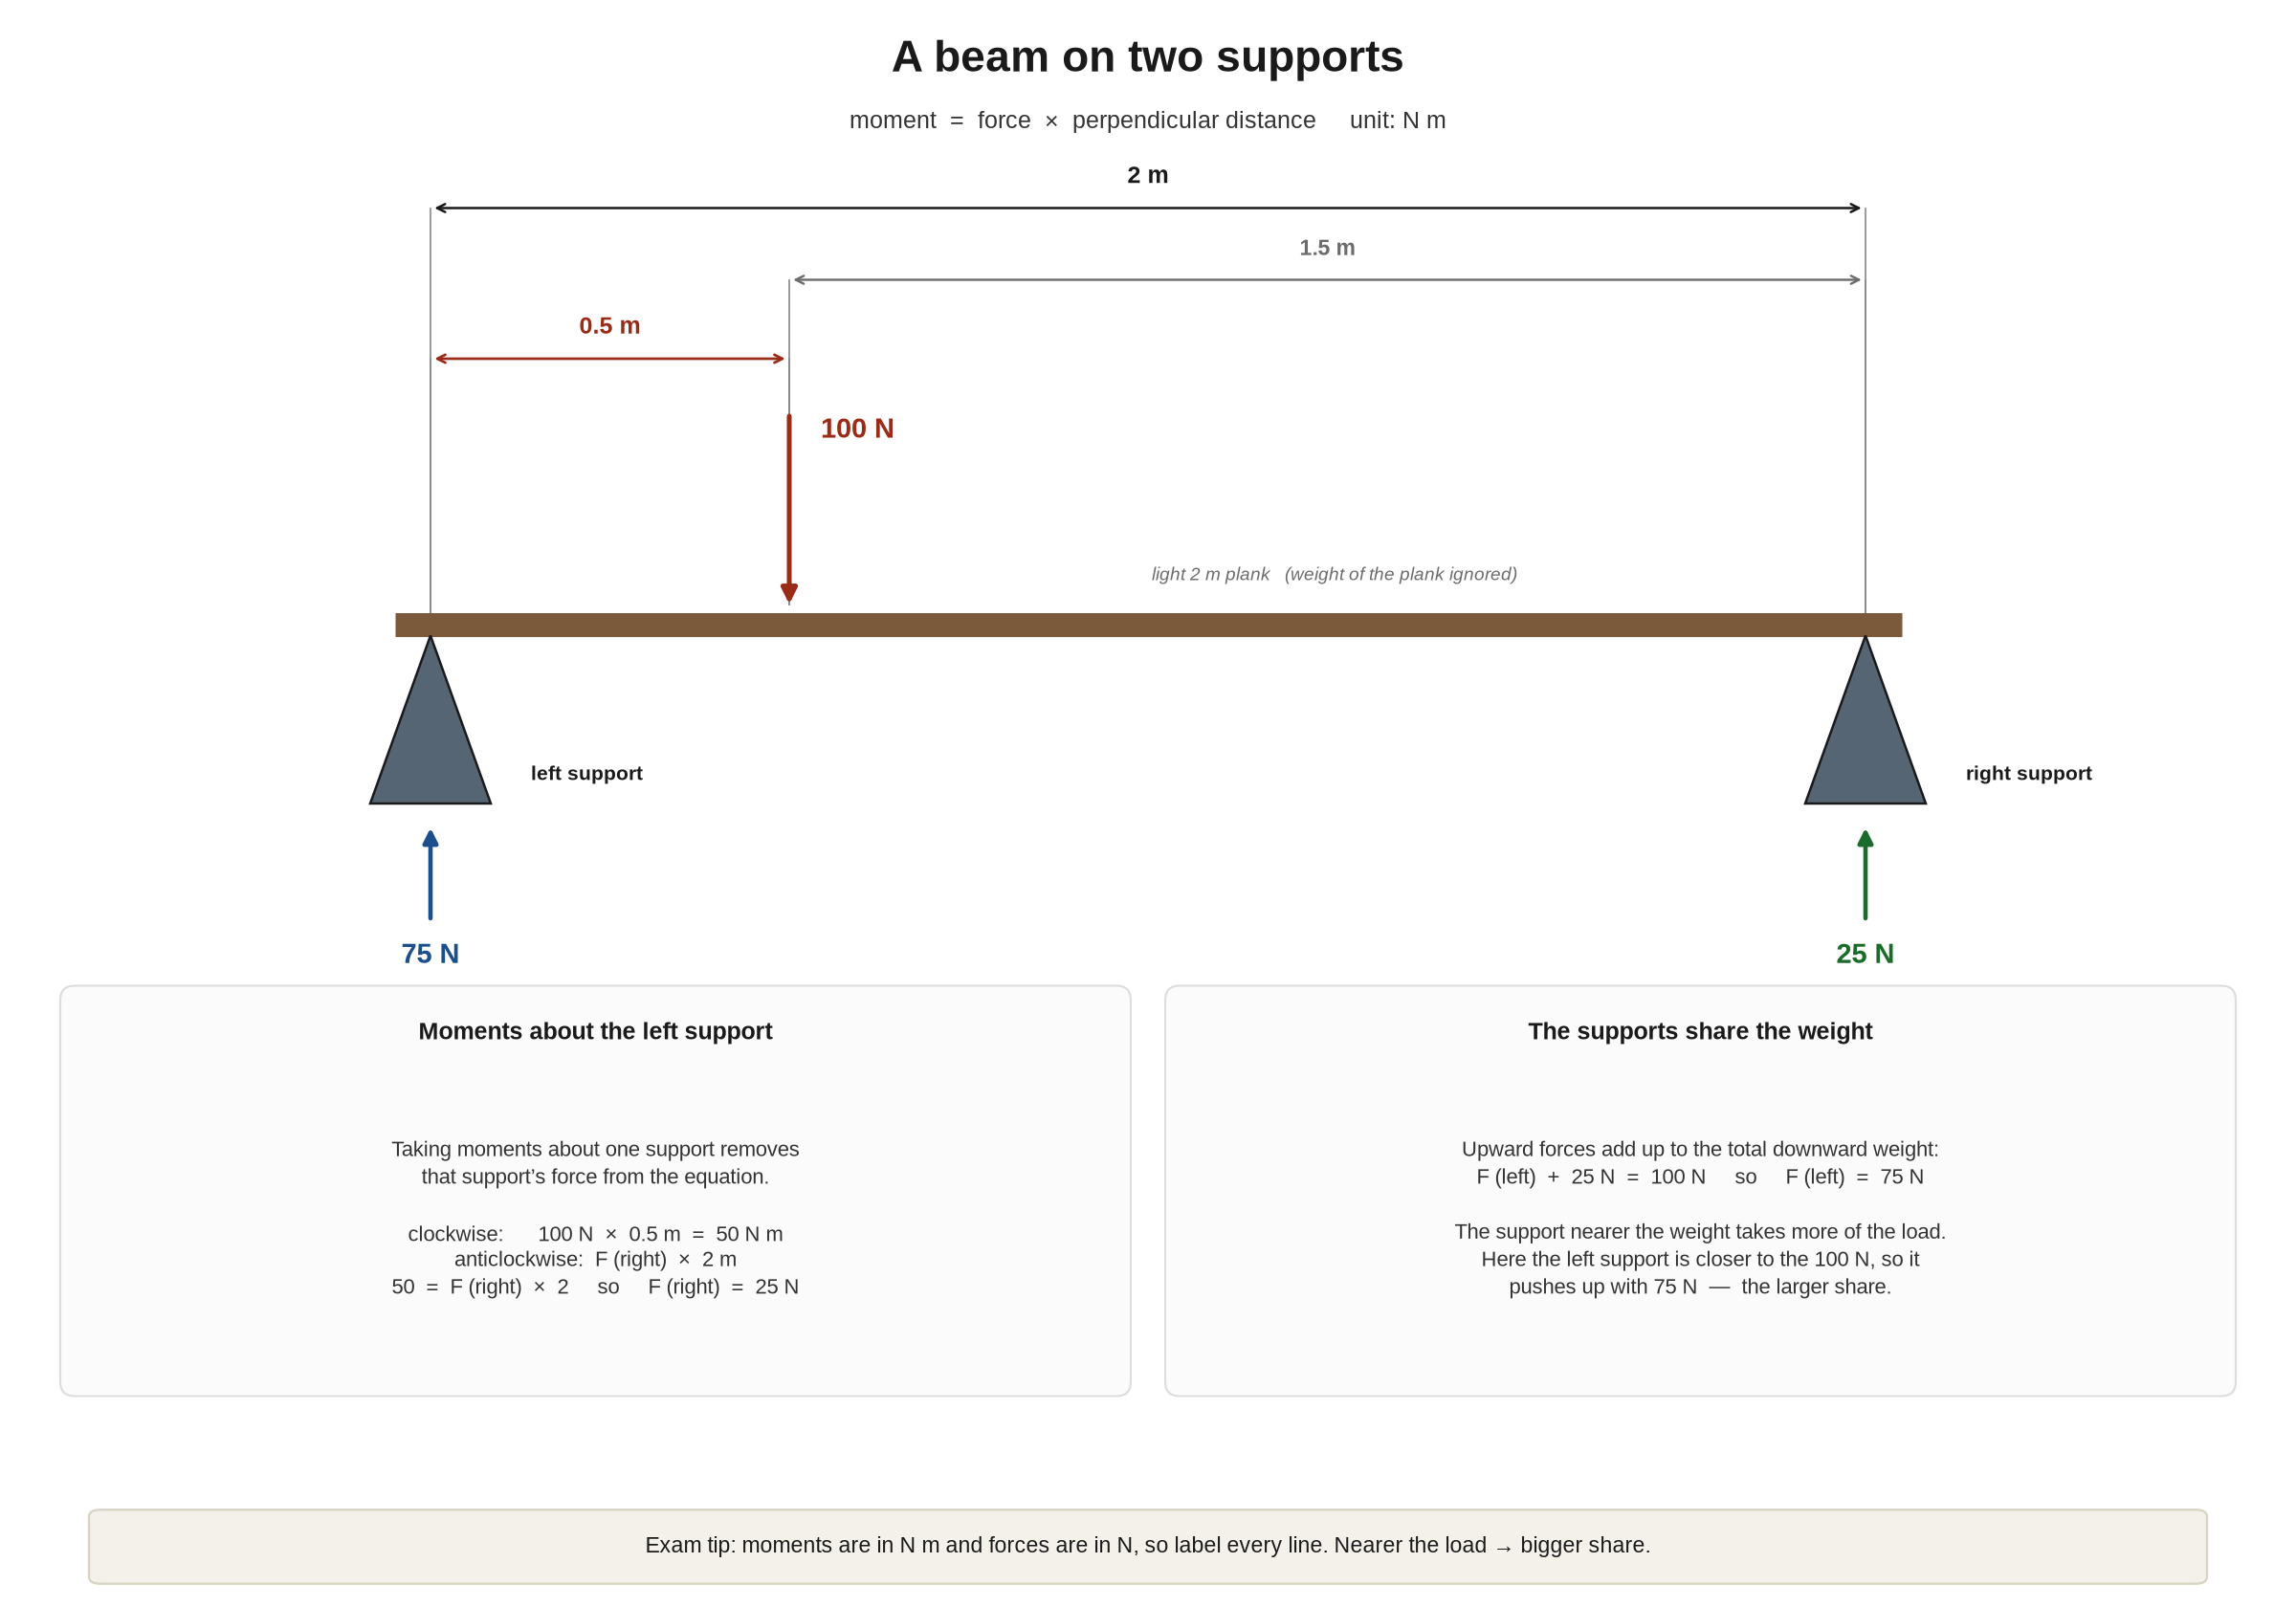 A beam on two supports
moment = force × perpendicular distance unit: N m
2 m
1.5 m
0.5 m
100 N
light 2 m plank (weight of the plank ignored)
left support
right support
75 N
25 N
Moments about the left support
Taking moments about one support removes
that support’s force from the equation.
clockwise: 100 N × 0.5 m = 50 N m
anticlockwise: F (right) × 2 m
50 = F (right) × 2 so F (right) = 25 N
The supports share the weight
Upward forces add up to the total downward weight:
F (left) + 25 N = 100 N so F (left) = 75 N
The support nearer the weight takes more of the load.
Here the left support is closer to the 100 N, so it
pushes up with 75 N — the larger share.
Exam tip: moments are in N m and forces are in N, so label every line. Nearer the load → bigger share.